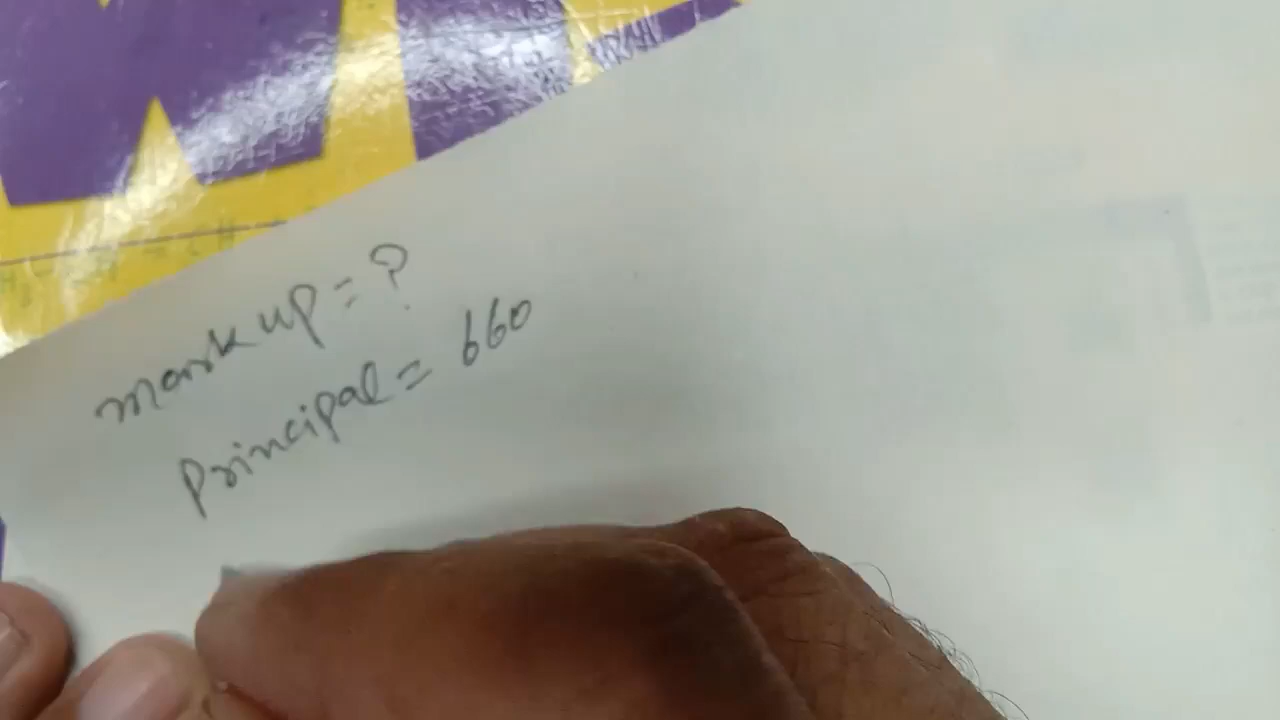 Mark up = ?
Principal = 660